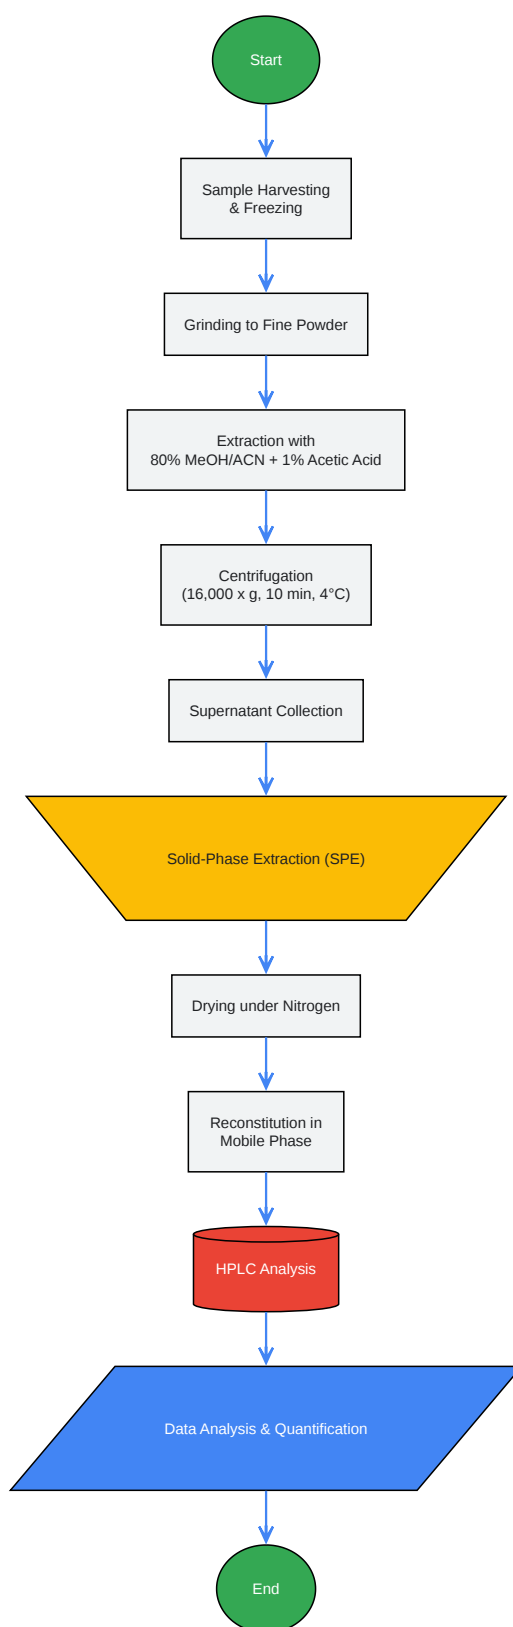 Start
Sample Harvesting
& Freezing
Grinding to Fine Powder
Extraction with
80% MeOH/ACN + 1% Acetic Acid
Centrifugation
(16,000 x g, 10 min, 4°C)
Supernatant Collection
Solid-Phase Extraction (SPE)
Drying under Nitrogen
Reconstitution in
Mobile Phase
HPLC Analysis
Data Analysis & Quantification
End